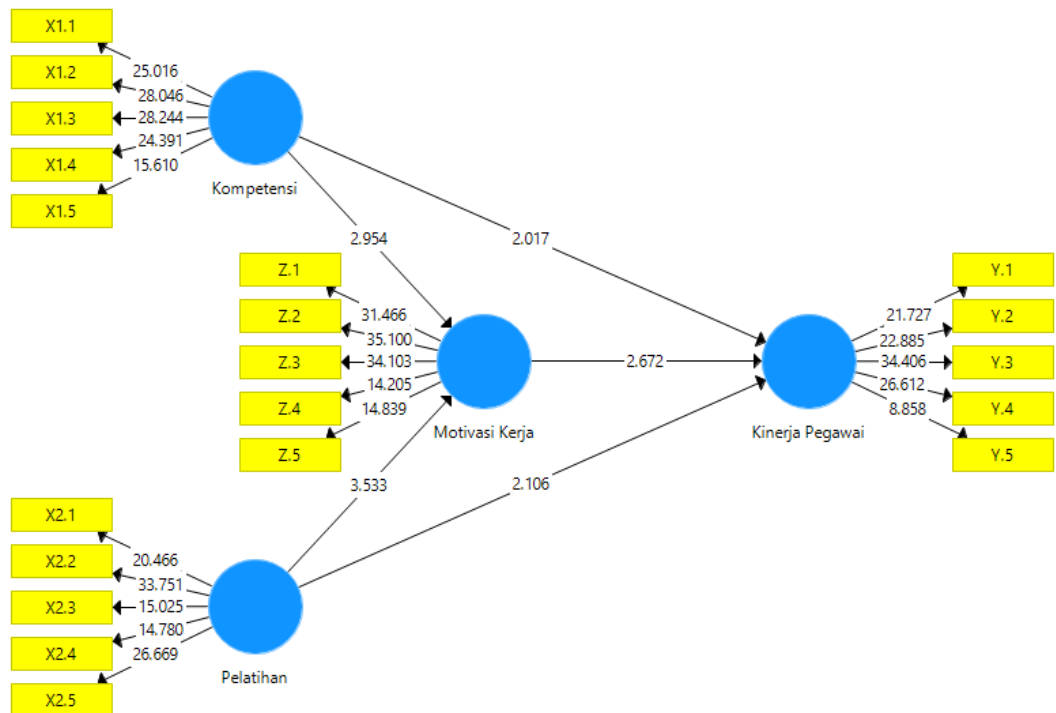 X1.1
X1.2
X1.3
X1.4
X1.5
25.016
28.046
28.244
24.391
15.610
Kompetensi
2.954
2.017
Z.1
Z.2
Z.3
Z.4
Z.5
31.466
35.100
34.103
14.205
14.839
Motivasi Kerja
2.672
Kinerja Pegawai
21.727
22.885
34.406
26.612
8.858
Y.1
Y.2
Y.3
Y.4
Y.5
3.533
2.106
X2.1
X2.2
X2.3
X2.4
X2.5
20.466
33.751
15.025
14.780
26.669
Pelatihan